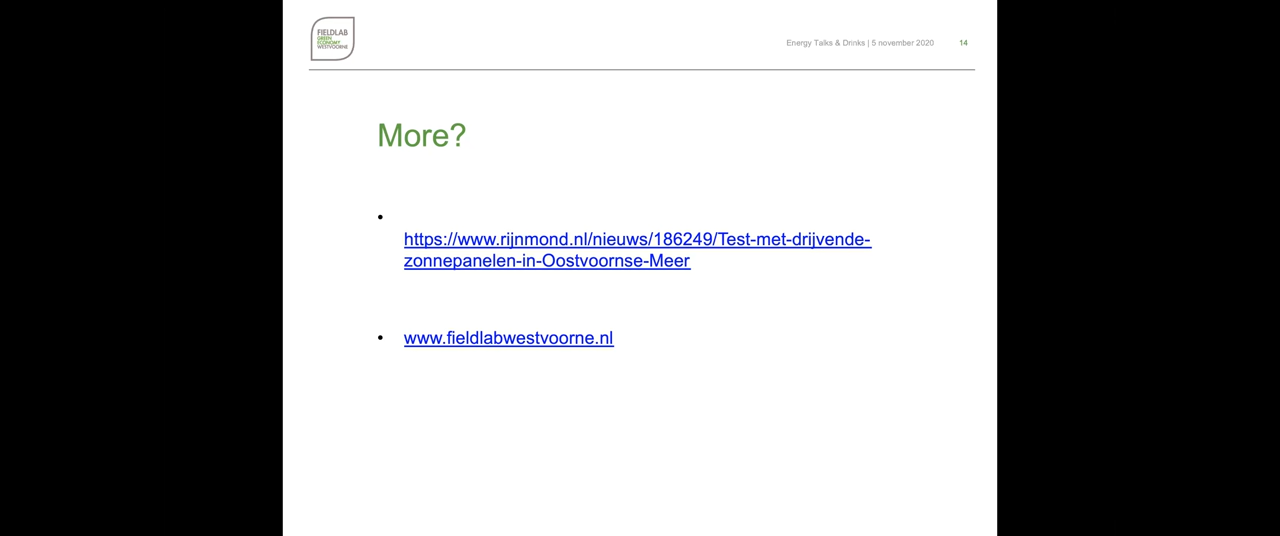 FIELDLAB
GREEN
ECONOMY
WESTVOORNE
Energy Talks & Drinks | 5 november 2020 14
More?
•
https://www.rijnmond.nl/nieuws/186249/Test-met-drijvende-
zonnepanelen-in-Oostvoornse-Meer
• www.fieldlabwestvoorne.nl